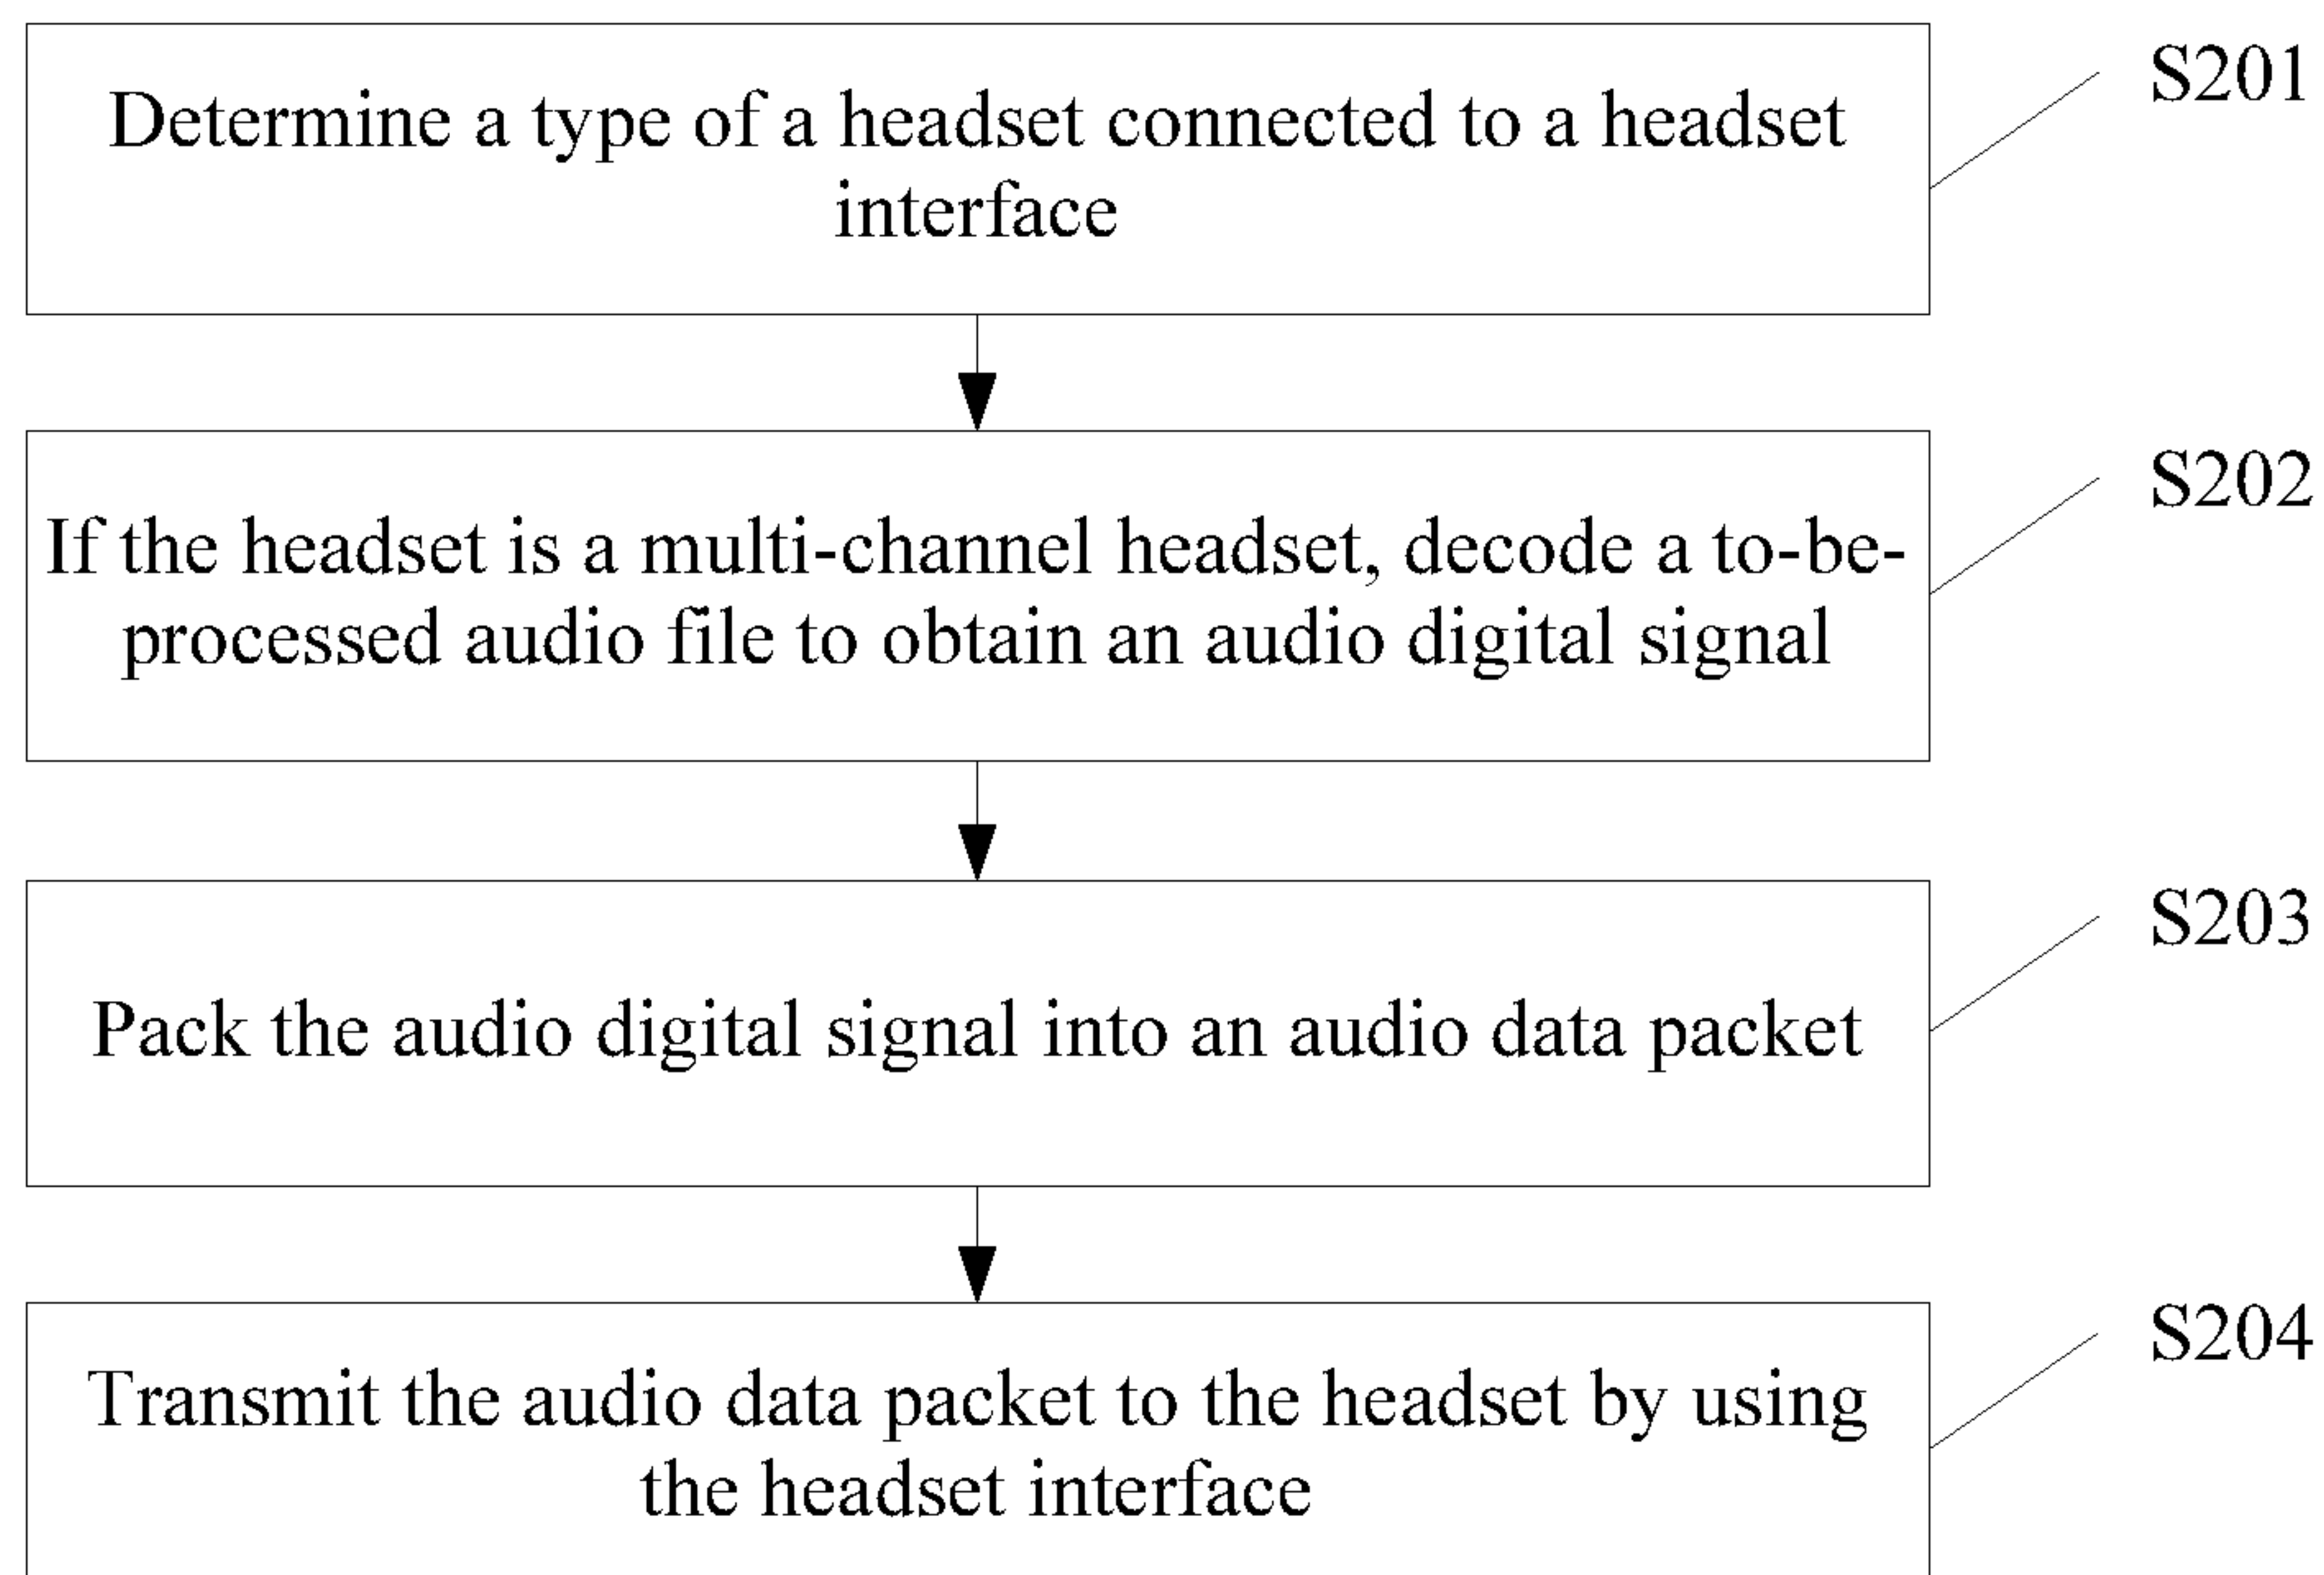 Determine a type of a headset connected to a headset
interface
S201
If the headset is a multi-channel headset, decode a to-be-
processed audio file to obtain an audio digital signal
S202
Pack the audio digital signal into an audio data packet
S203
Transmit the audio data packet to the headset by using
the headset interface
S204